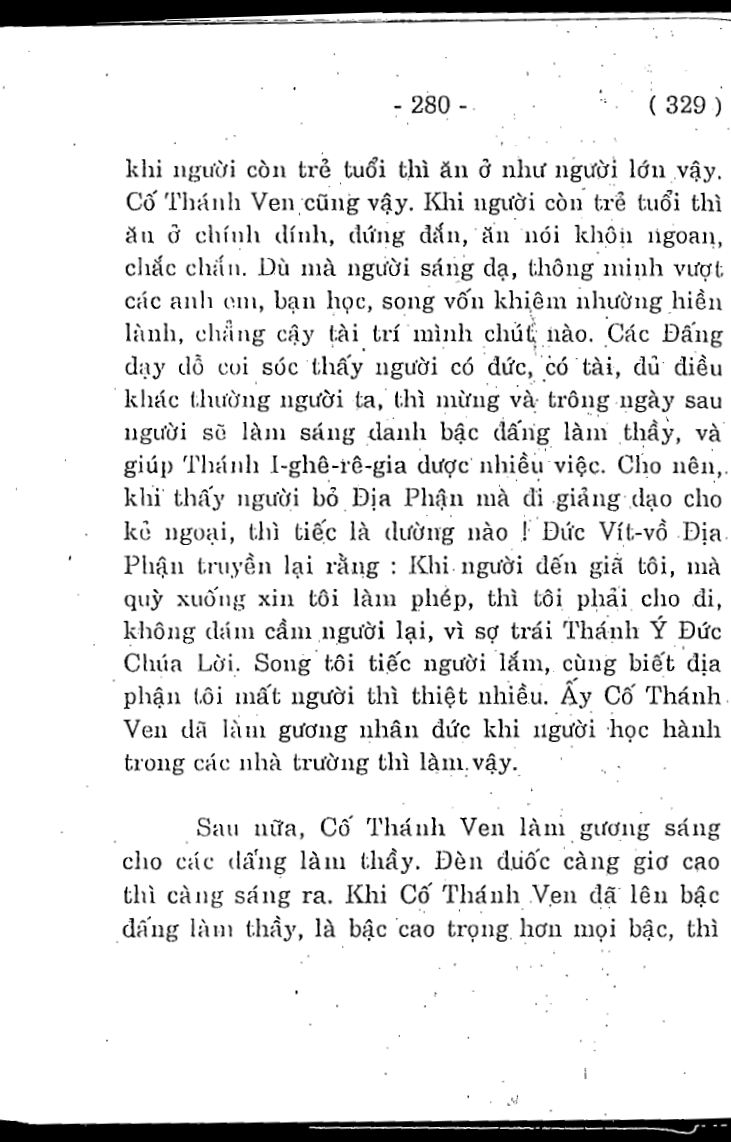 - 280 - ( 329 )
khi người còn trẻ tuổi thì ăn ở như người lớn vậy.
Cố Thánh Ven cũng vậy. Khi người còn trẻ tuổi thì
ăn ở chính đính, đứng đắn, ăn nói khôn ngoan,
chắc chắn. Dù mà người sáng dạ, thông minh vượt
các anh em, bạn học, song vốn khiêm nhường hiền
lành, chẳng cậy tài trí mình chút nào. Các Đấng
dạy dỗ coi sóc thấy người có đức, có tài, đủ điều
khác thường người ta, thì mừng và trông ngày sau
người sẽ làm sáng danh bậc đấng làm thầy, và
giúp Thánh I-ghê-rê-gia được nhiều việc. Cho nên,
khi thấy người bỏ Địa Phận mà đi giảng đạo cho
kẻ ngoại, thì tiếc là dường nào ! Đức Vít-vồ Địa
Phận truyền lại rằng : Khi người đến giã tôi, mà
quỳ xuống xin tôi làm phép, thì tôi phải cho đi,
không dám cầm người lại, vì sợ trái Thánh Ý Đức
Chúa Lời. Song tôi tiếc người lắm, cùng biết địa
phận tôi mất người thì thiệt nhiều. Ấy Cố Thánh
Ven đã làm gương nhân đức khi người học hành
trong các nhà trường thì làm vậy.
Sau nữa, Cố Thánh Ven làm gương sáng
cho các đấng làm thầy. Đèn đuốc càng giơ cao
thì càng sáng ra. Khi Cố Thánh Ven đã lên bậc
đấng làm thầy, là bậc cao trọng hơn mọi bậc, thì